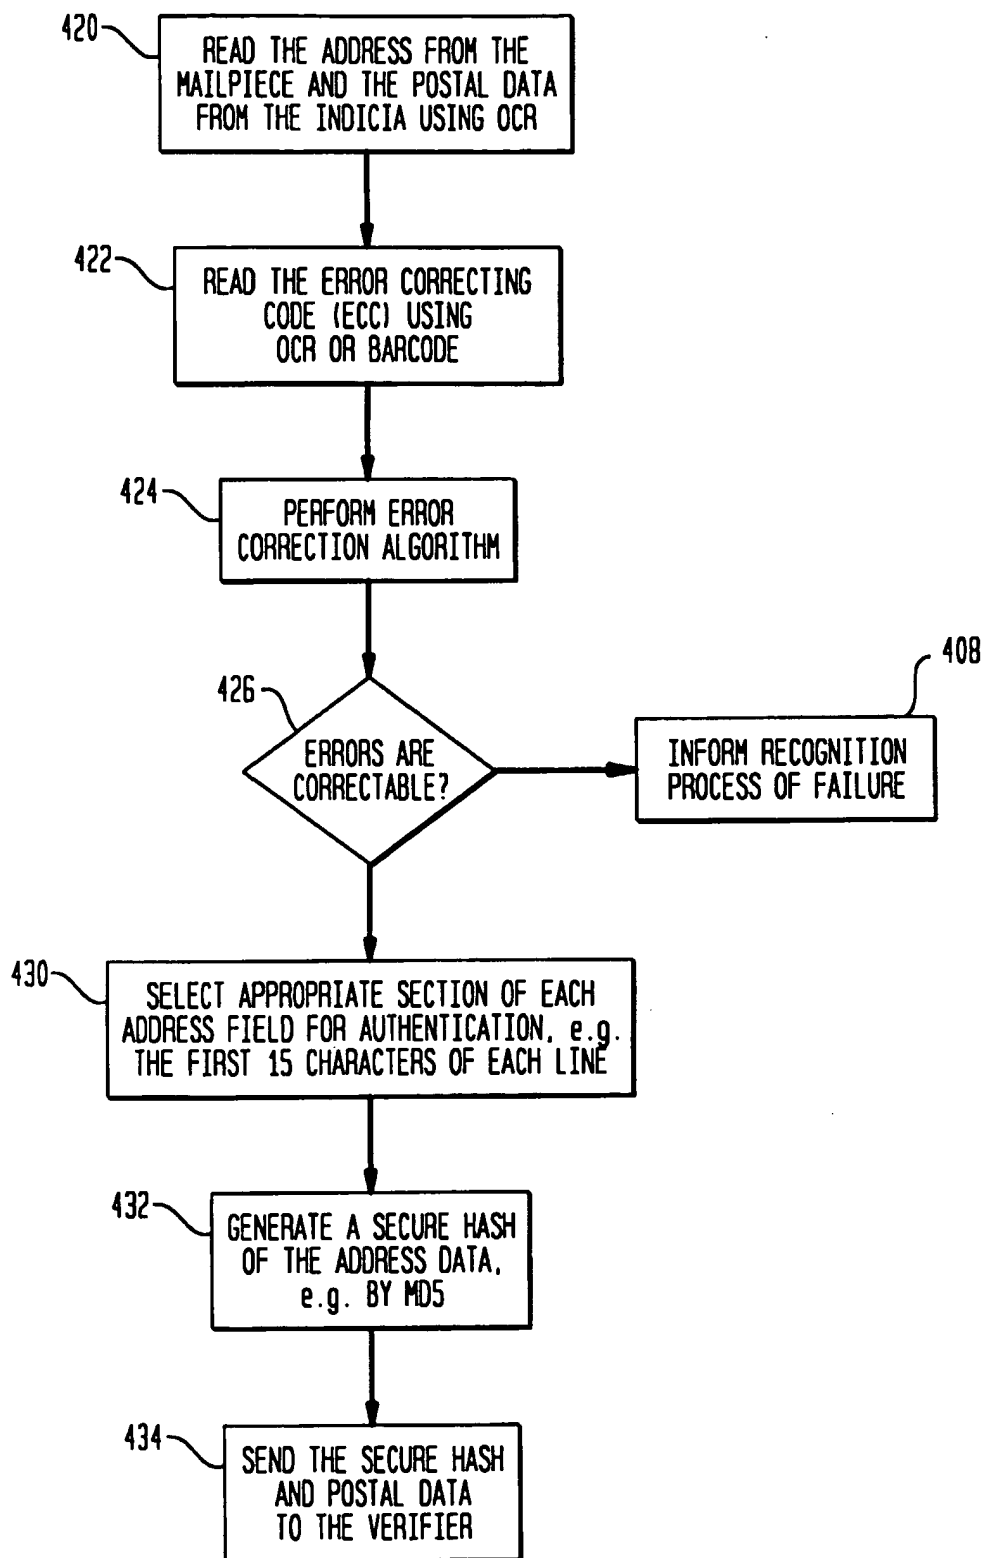 420
READ THE ADDRESS FROM THE
MAILPIECE AND THE POSTAL DATA
FROM THE INDICIA USING OCR
422
READ THE ERROR CORRECTING
CODE (ECC) USING
OCR OR BARCODE
424
PERFORM ERROR
CORRECTION ALGORITHM
426
ERRORS ARE
CORRECTABLE?
408
INFORM RECOGNITION
PROCESS OF FAILURE
430
SELECT APPROPRIATE SECTION OF EACH
ADDRESS FIELD FOR AUTHENTICATION, e.g.
THE FIRST 15 CHARACTERS OF EACH LINE
432
GENERATE A SECURE HASH
OF THE ADDRESS DATA,
e.g. BY MD5
434
SEND THE SECURE HASH
AND POSTAL DATA
TO THE VERIFIER